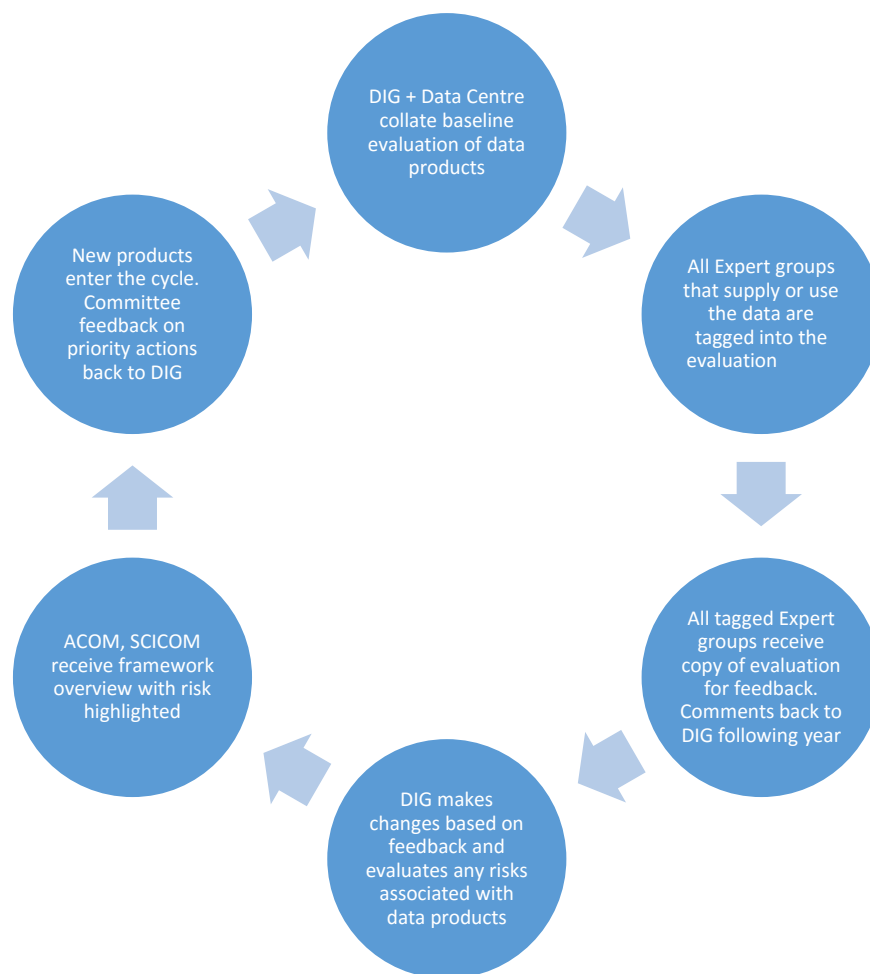 DIG + Data Centre
collate baseline
evaluation of data
products
All Expert groups
that supply or use
the data are
tagged into the
evaluation
All tagged Expert
groups receive
copy of evaluation
for feedback.
Comments back to
DIG following year
DIG makes
changes based on
feedback and
evaluates any risks
associated with
data products
ACOM, SCICOM
receive framework
overview with risk
highlighted
New products
enter the cycle.
Committee
feedback on
priority actions
back to DIG